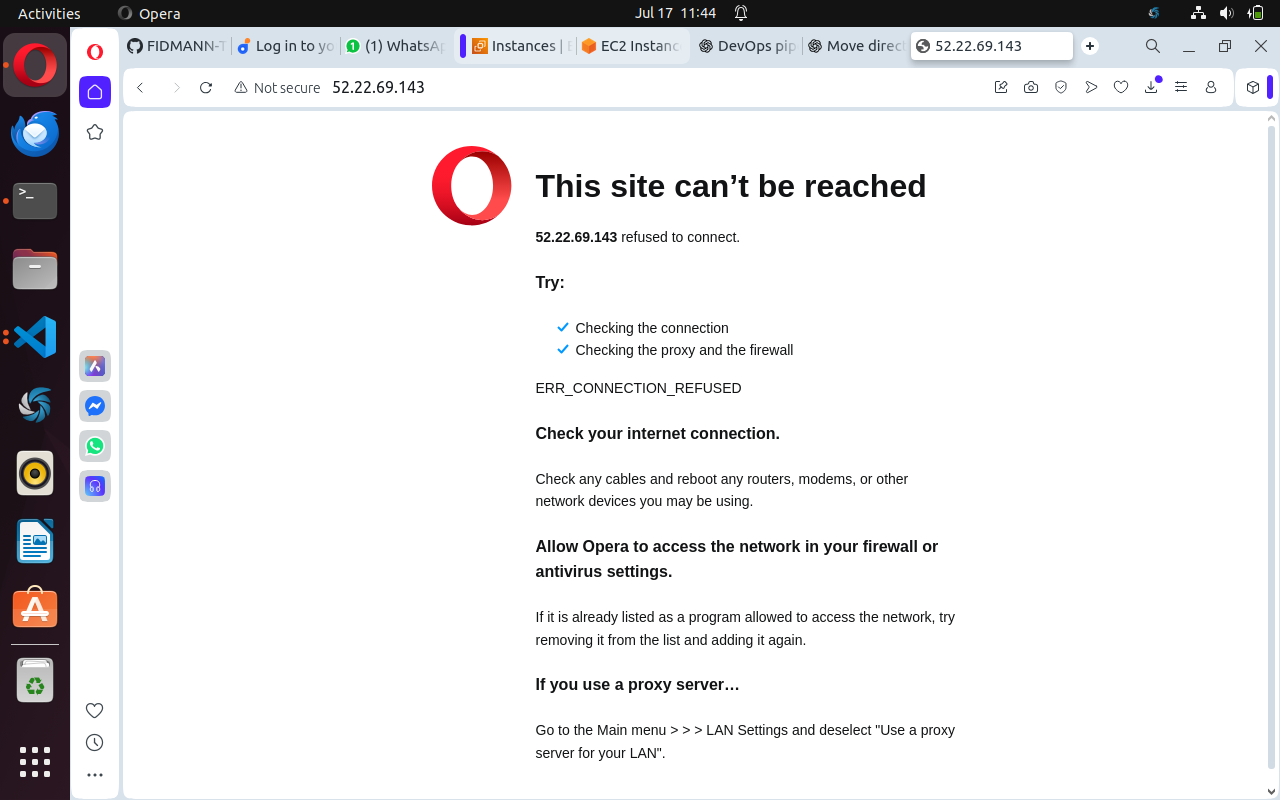 Activities
Opera
Jul 17 11:44
FIDMANN-T
Log in to yo
(1) WhatsAp
Instances | E
EC2 Instanc
DevOps pip
Move direc
52.22.69.143
Not secure
52.22.69.143
This site can’t be reached
52.22.69.143 refused to connect.
Try:
Checking the connection
Checking the proxy and the firewall
ERR_CONNECTION_REFUSED
Check your internet connection.
Check any cables and reboot any routers, modems, or other
network devices you may be using.
Allow Opera to access the network in your firewall or
antivirus settings.
If it is already listed as a program allowed to access the network, try
removing it from the list and adding it again.
If you use a proxy server…
Go to the Main menu > > > LAN Settings and deselect "Use a proxy
server for your LAN".